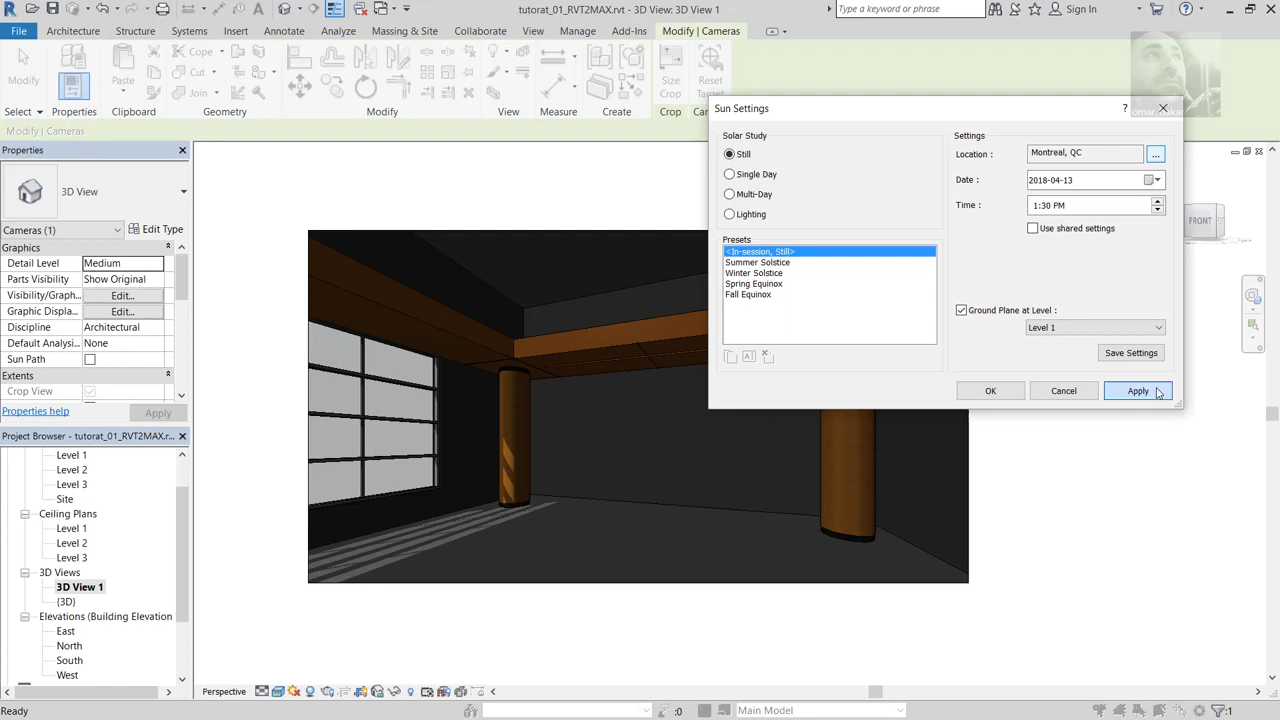 tutorat_01_RVT2MAX.rvt - 3D View: 3D View 1
Type a keyword or phrase
Sign In
File
Architecture
Structure
Systems
Insert
Annotate
Analyze
Massing & Site
Collaborate
View
Manage
Add-Ins
Modify | Cameras
Modify
Paste
Cope
Cut
Join
Size
Crop
Reset
Target
Select
Properties
Clipboard
Geometry
Modify
View
Measure
Create
Crop
Modify | Cameras
Properties
3D View
Cameras (1)
Edit Type
Graphics
Detail Level
Medium
Parts Visibility
Show Original
Visibility/Graph...
Edit...
Graphic Displa...
Edit...
Discipline
Architectural
Default Analysi...
None
Sun Path
Extents
Crop View
Properties help
Apply
Project Browser - tutorat_01_RVT2MAX.r...
Level 1
Level 2
Level 3
Site
Ceiling Plans
Level 1
Level 2
Level 3
3D Views
3D View 1
{3D}
Elevations (Building Elevation
East
North
South
West
Sun Settings
?
Solar Study
Still
Single Day
Multi-Day
Lighting
Presets
<In-session, Still>
Summer Solstice
Winter Solstice
Spring Equinox
Fall Equinox
Settings
Location :
Montreal, QC
...
Date :
2018-04-13
Time :
1:30 PM
Use shared settings
Ground Plane at Level :
Level 1
Save Settings
OK
Cancel
Apply
FRONT
Perspective
Ready
:0
Main Model
:1